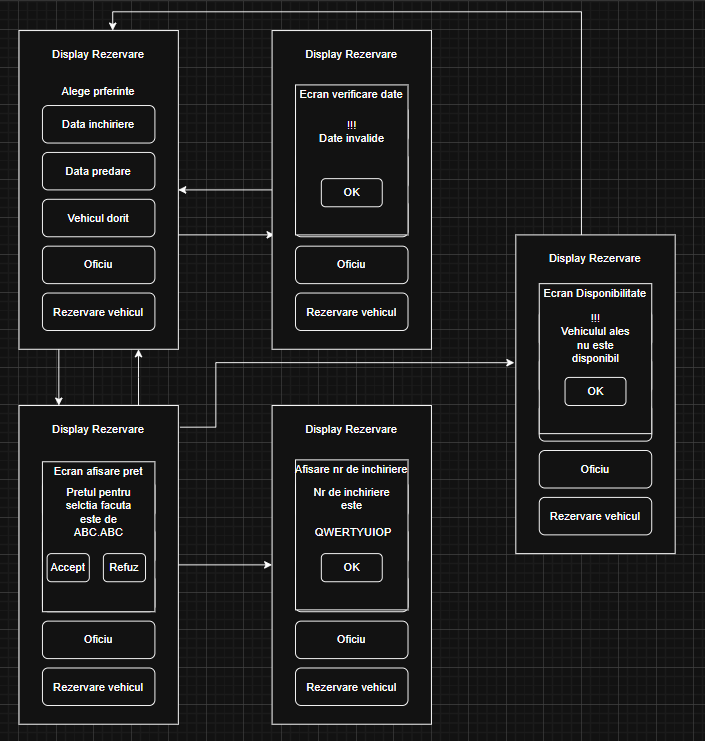 Display Rezervare
Alege prferinte
Data inchiriere
Data predare
Vehicul dorit
Oficiu
Rezervare vehicul
Display Rezervare
Ecran verificare date
!!!
Date invalide
OK
Oficiu
Rezervare vehicul
Display Rezervare
Ecran Disponibilitate
!!!
Vehiculul ales
nu este
disponibil
OK
Oficiu
Rezervare vehicul
Display Rezervare
Ecran afisare pret
Pretul pentru
selctia facuta
este de
ABC.ABC
Accept
Refuz
Oficiu
Rezervare vehicul
Display Rezervare
Afisare nr de inchiriere
Nr de inchiriere
este
QWERTYUIOP
OK
Oficiu
Rezervare vehicul